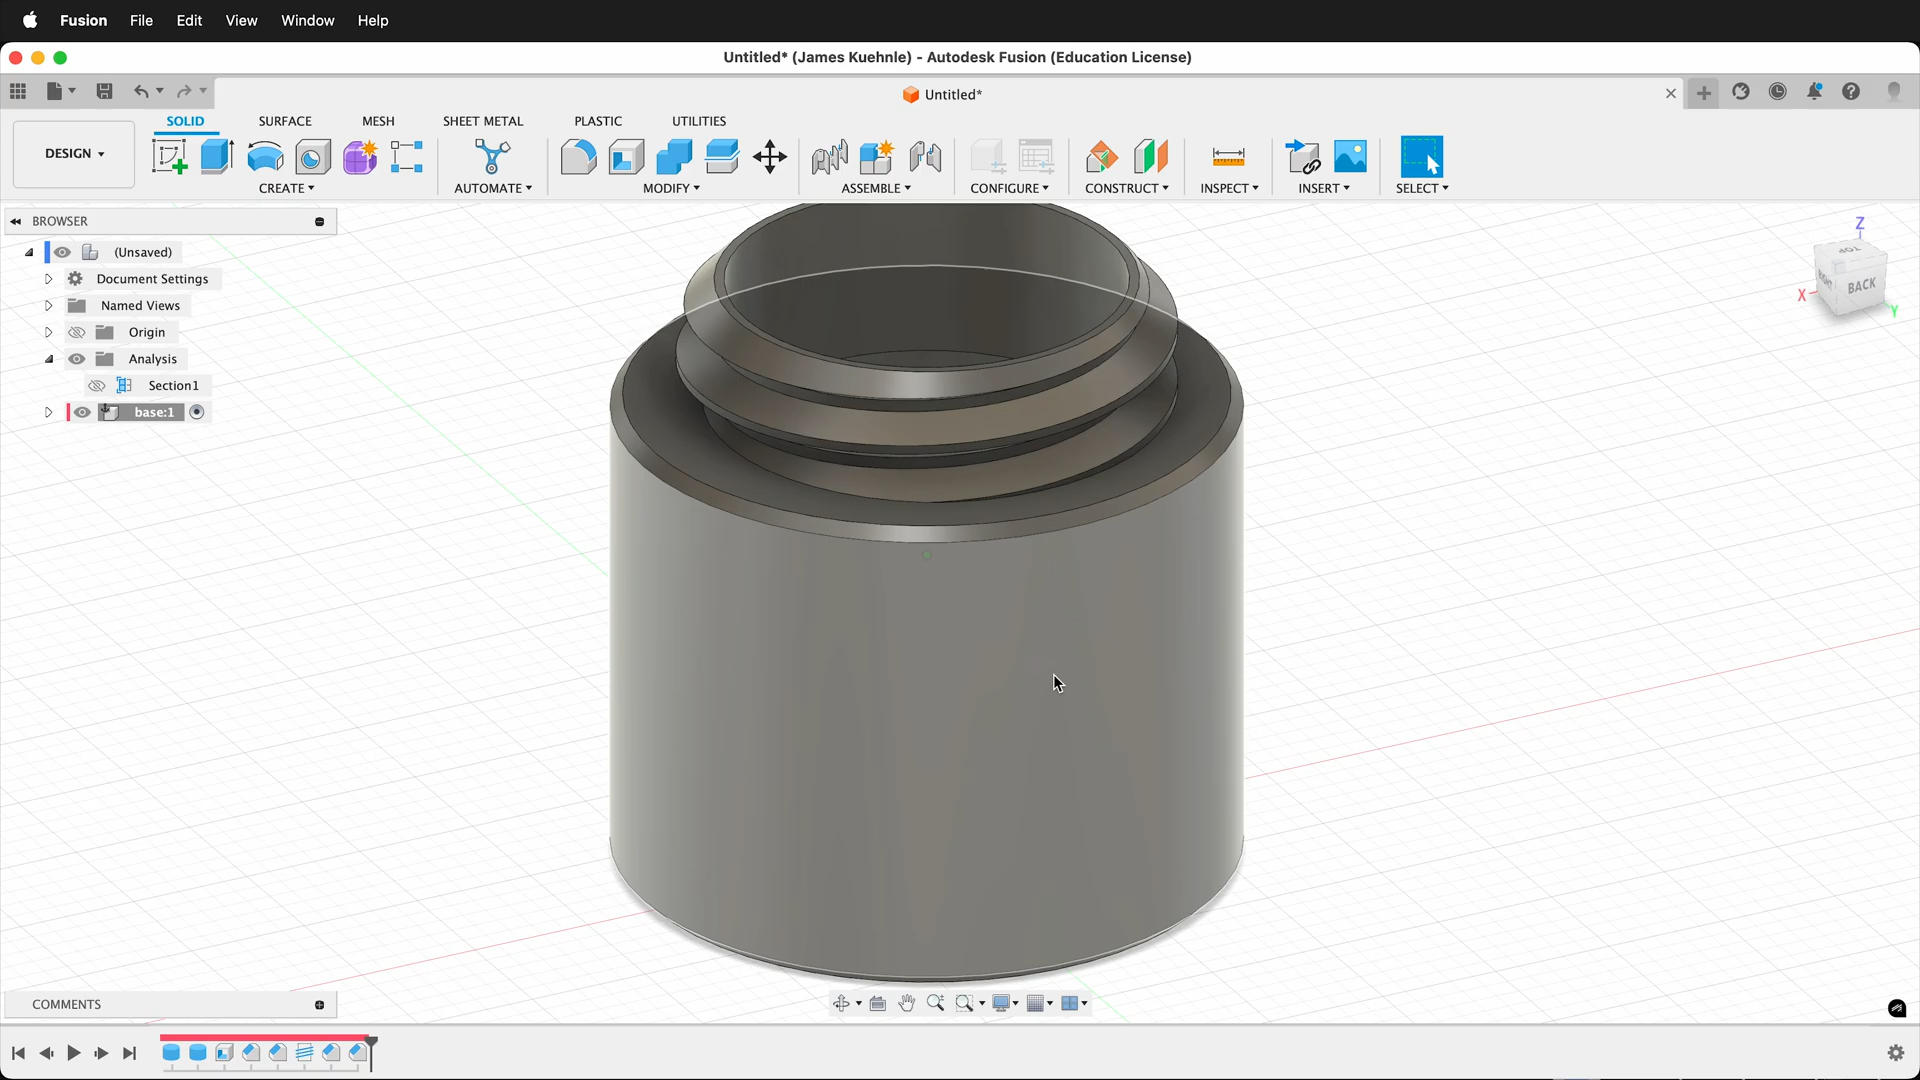 Fusion File Edit View Window Help
Untitled* (James Kuehnle) - Autodesk Fusion (Education License)
Untitled*
SOLID SURFACE MESH SHEET METAL PLASTIC UTILITIES
DESIGN
CREATE AUTOMATE MODIFY ASSEMBLE CONFIGURE CONSTRUCT INSPECT INSERT SELECT
BROWSER
(Unsaved)
Document Settings
Named Views
Origin
Analysis
Section1
base:1
Z
TOP
RIGHT
BACK
X
Y
COMMENTS